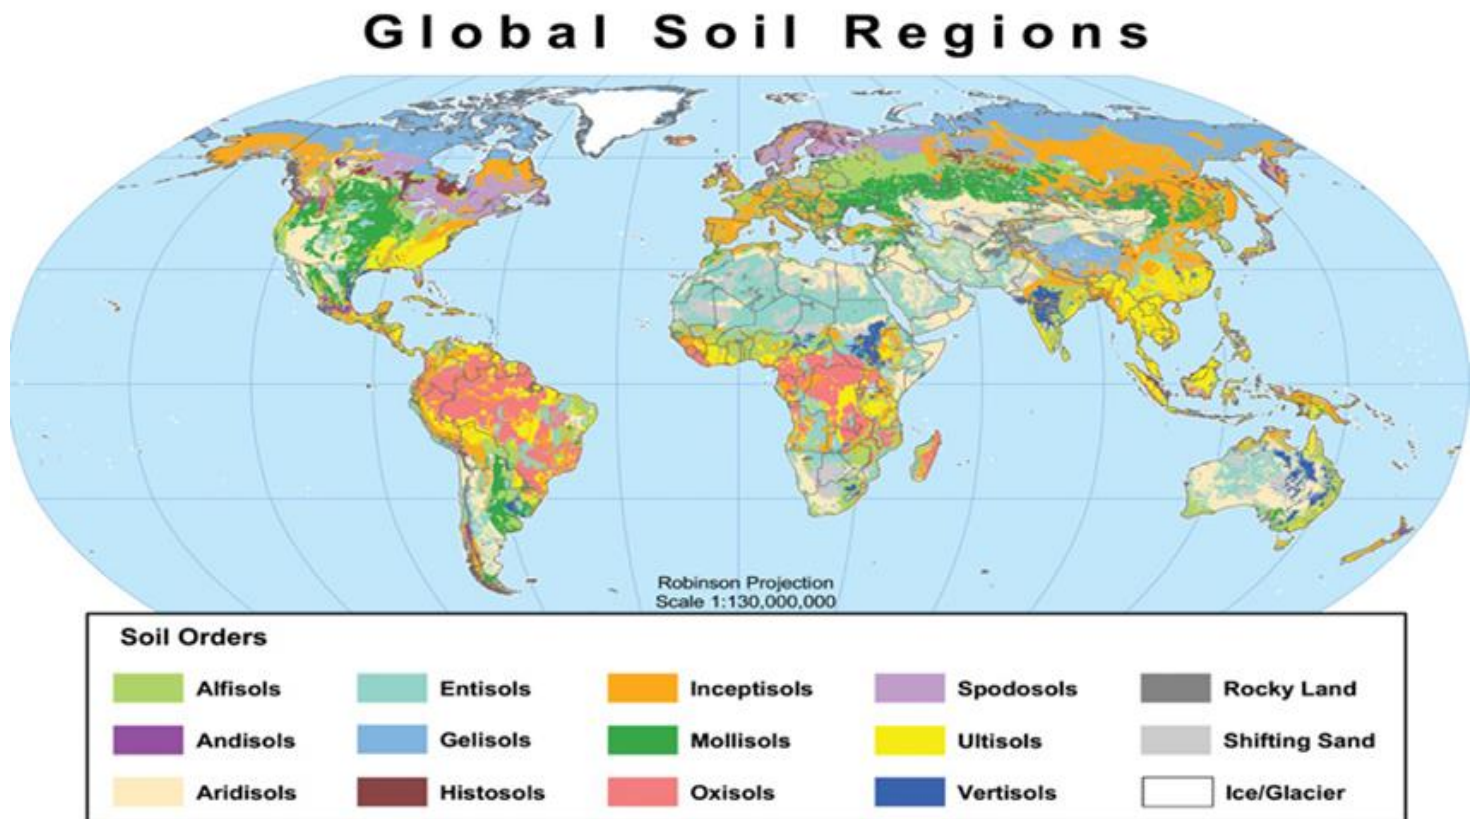 Global Soil Regions
Robinson Projection
Scale 1:130,000,000
Soil Orders
Alfisols Entisols Inceptisols Spodosols Rocky Land
Andisols Gelisols Mollisols Ultisols Shifting Sand
Aridisols Histosols Oxisols Vertisols Ice/Glacier